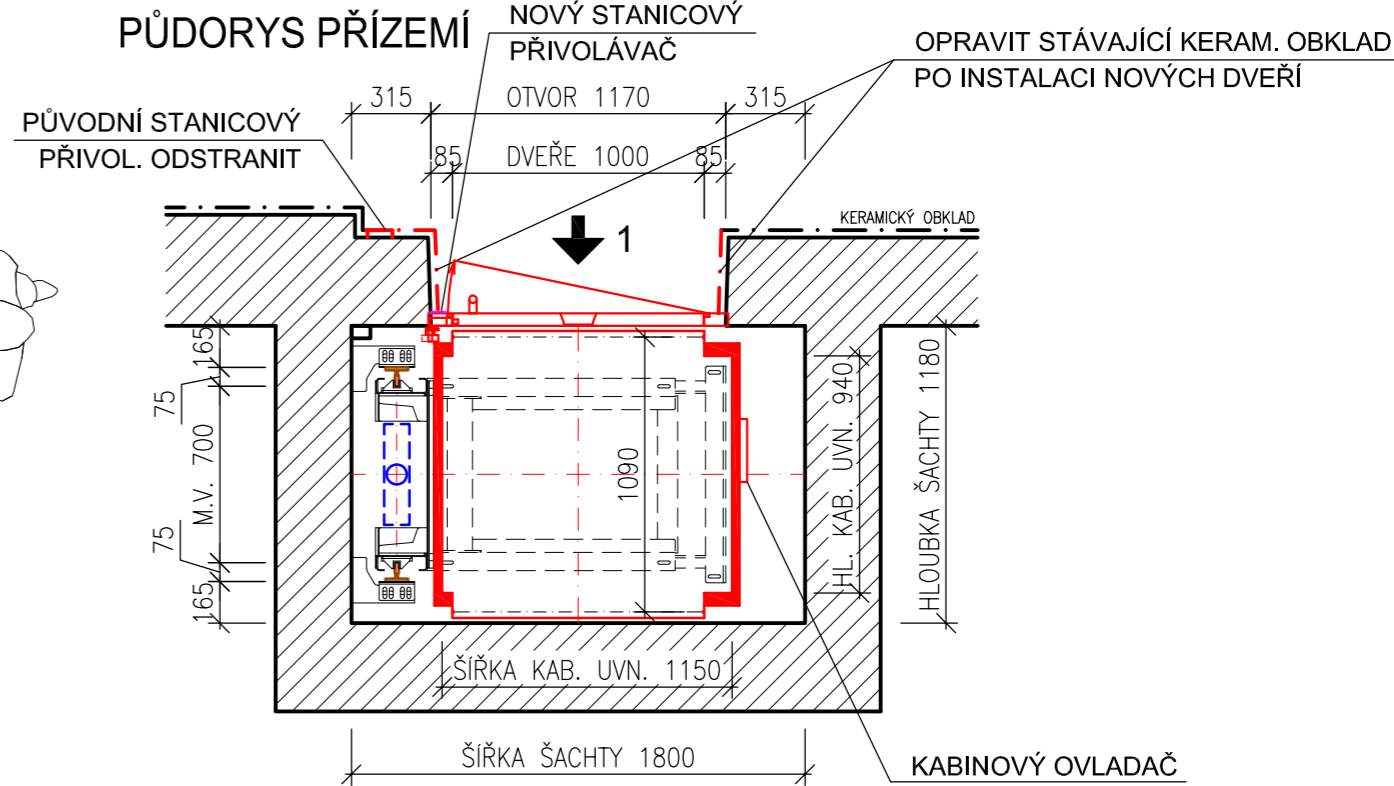 PŮDORYS PŘÍZEMÍ
NOVÝ STANICOVÝ
PŘIVOLÁVAČ
OPRAVIT STÁVAJÍCÍ KERAM. OBKLAD
PO INSTALACI NOVÝCH DVEŘÍ
315
OTVOR 1170
315
PŮVODNÍ STANICOVÝ
PŘIVOL. ODSTRANIT
85
DVEŘE 1000
85
KERAMICKÝ OBKLAD
1
165
75
M.V. 700
75
165
1090
HL. KAB. UVN. 940
HLOUBKA ŠACHTY 1180
ŠÍŘKA KAB. UVN. 1150
ŠÍŘKA ŠACHTY 1800
KABINOVÝ OVLADAČ